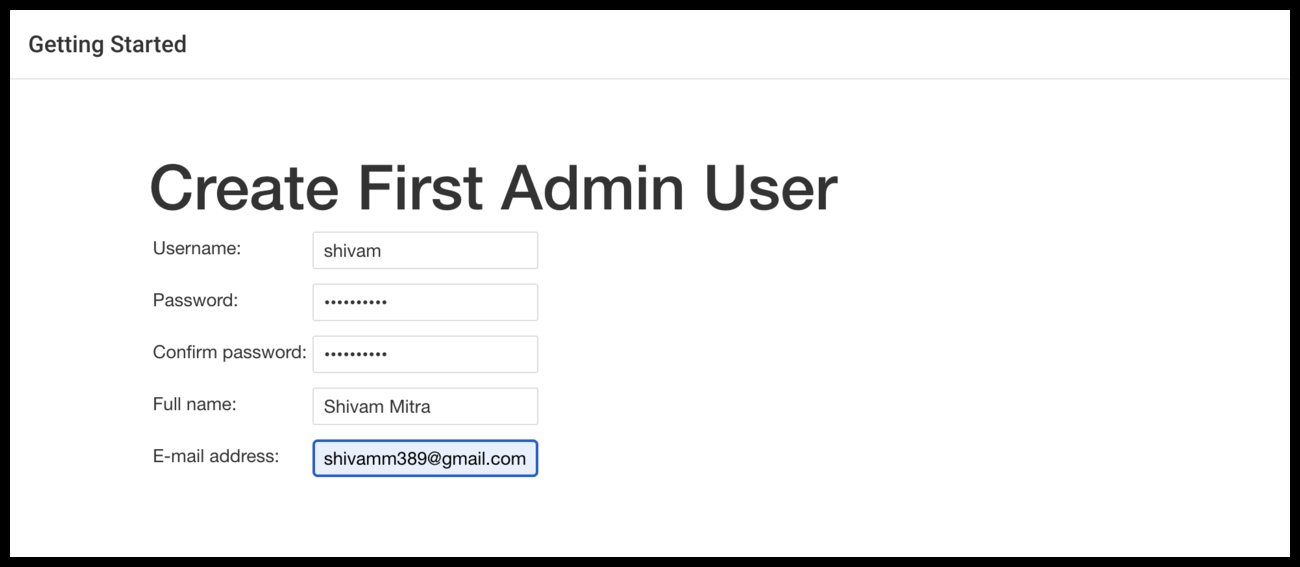 Getting Started
Create First Admin User
Username: shivam
Password: ••••••••••
Confirm password: ••••••••••
Full name: Shivam Mitra
E-mail address: shivamm389@gmail.com